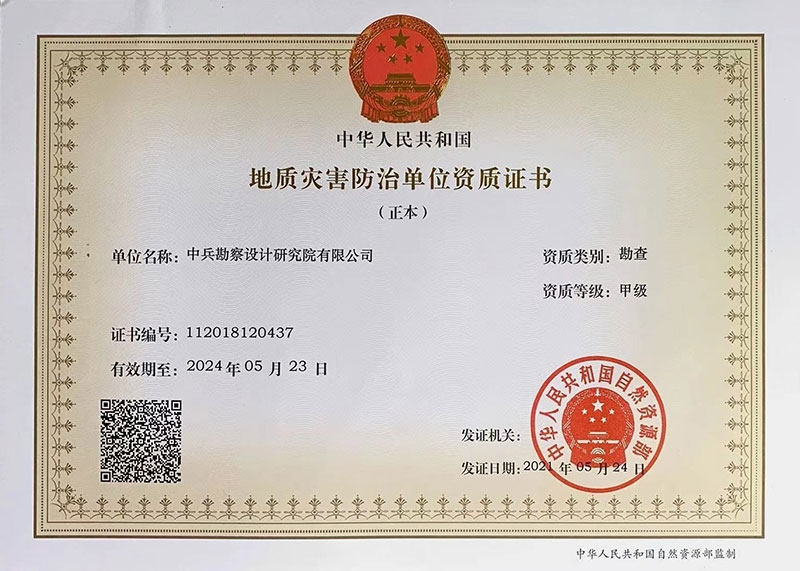 中华人民共和国
地质灾害防治单位资质证书
（正本）
单位名称：中兵勘察设计研究院有限公司
资质类别：勘查
资质等级：甲级
证书编号：112018120437
有效期至：2024年05月23日
中华人民共和国自然资源部
发证机关：
发证日期：2021年05月24日
中华人民共和国自然资源部监制